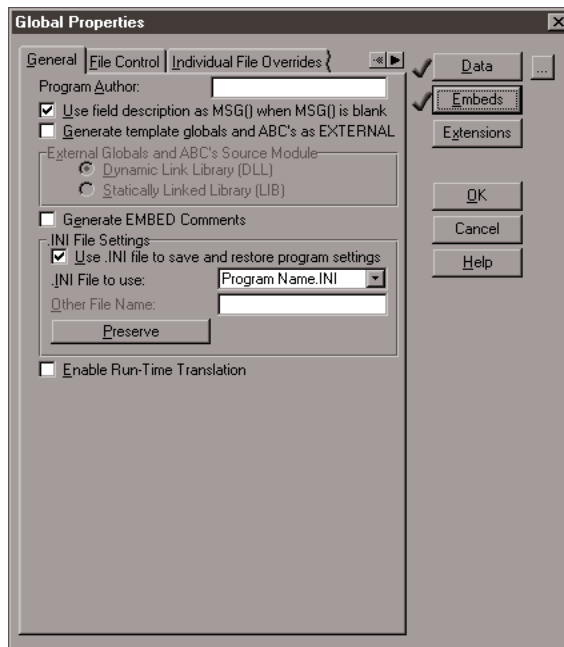 Global Properties
General File Control Individual File Overrides
Program Author:
Use field description as MSG() when MSG() is blank
Generate template globals and ABC's as EXTERNAL
External Globals and ABC's Source Module
Dynamic Link Library (DLL)
Statically Linked Library (LIB)
Generate EMBED Comments
.INI File Settings
Use .INI file to save and restore program settings
.INI File to use: Program Name.INI
Other File Name:
Preserve
Enable Run-Time Translation
Data ...
Embeds
Extensions
OK
Cancel
Help